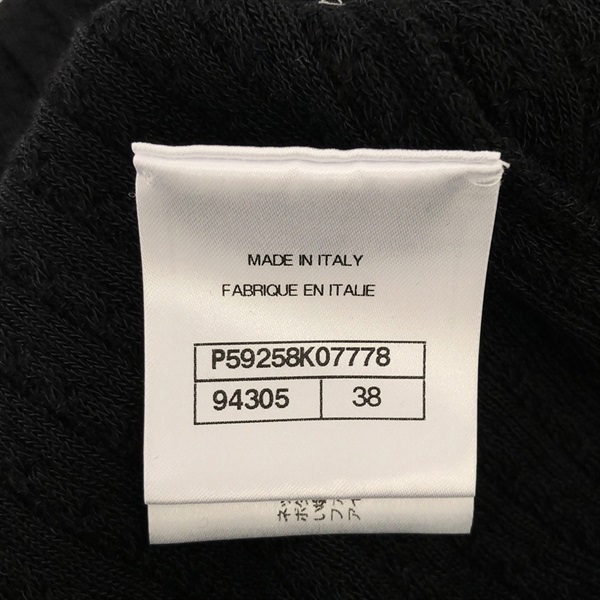 MADE IN ITALY
FABRIQUE EN ITALIE
P59258K07778
94305 38